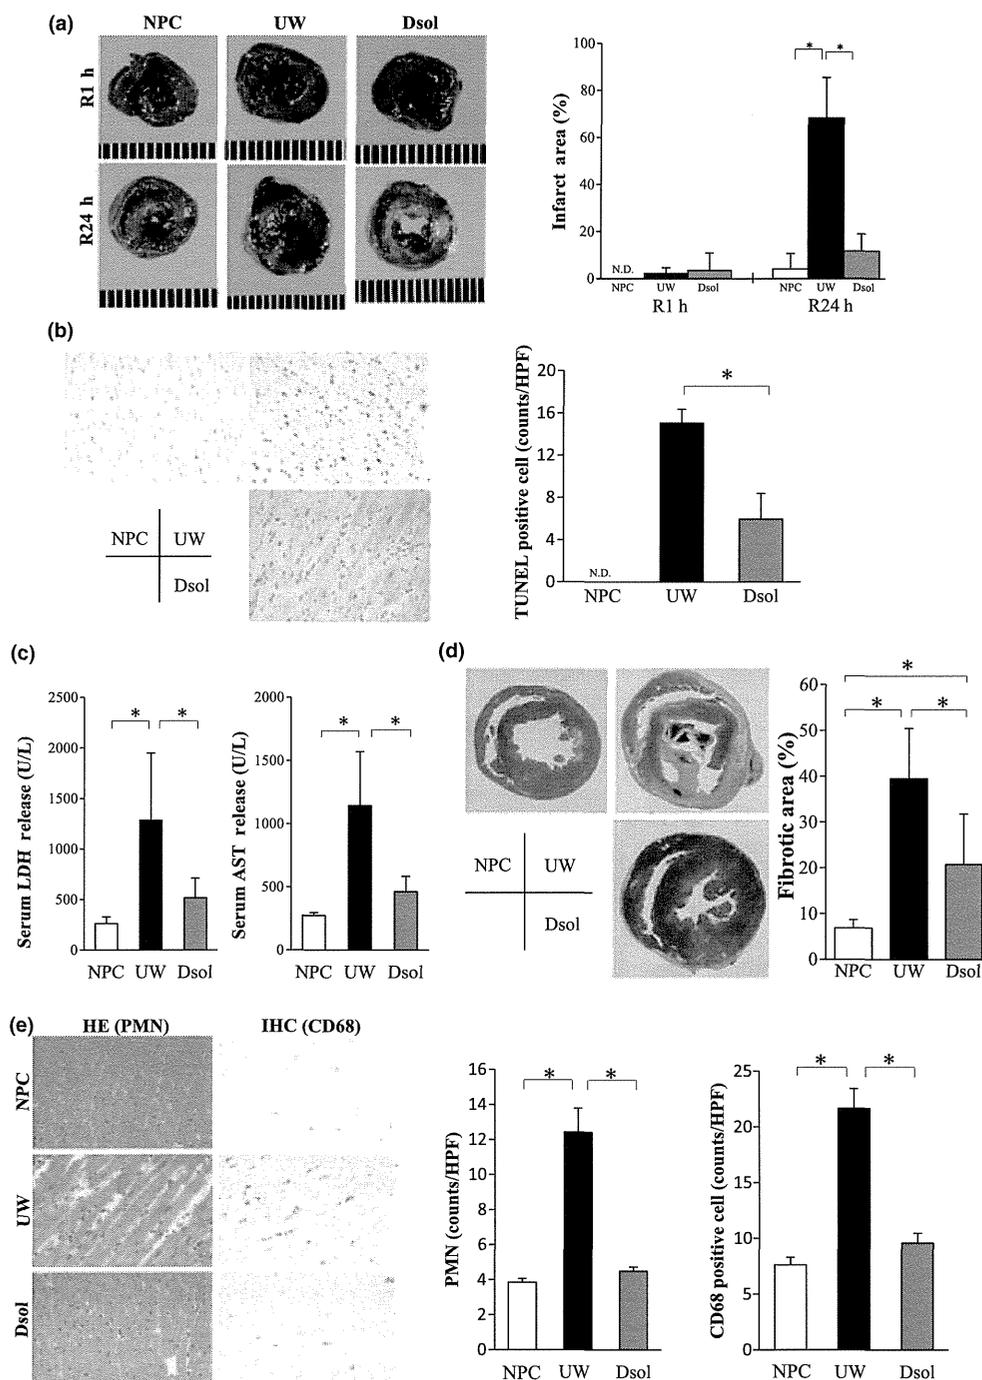 (a)
NPC UW Dsol
R1 h
R24 h
Infarct area (%)
100
80
60
40
20
0
* *
N.D.
NPC UW Dsol NPC UW Dsol
R1 h R24 h
(b)
NPC UW
Dsol
TUNEL positive cell (counts/HPF)
20
16
12
8
4
0
*
N.D.
NPC UW Dsol
(c)
Serum LDH release (U/L)
2500
2000
1500
1000
500
0
* *
NPC UW Dsol
Serum AST release (U/L)
2000
1500
1000
500
0
* *
NPC UW Dsol
(d)
NPC UW
Dsol
Fibrotic area (%)
60
50
40
30
20
10
0
*
* *
NPC UW Dsol
(e)
HE (PMN) IHC (CD68)
NPC
UW
Dsol
PMN (counts/HPF)
16
14
12
10
8
6
4
2
0
* *
NPC UW Dsol
CD68 positive cell (counts/HPF)
25
20
15
10
5
0
* *
NPC UW Dsol